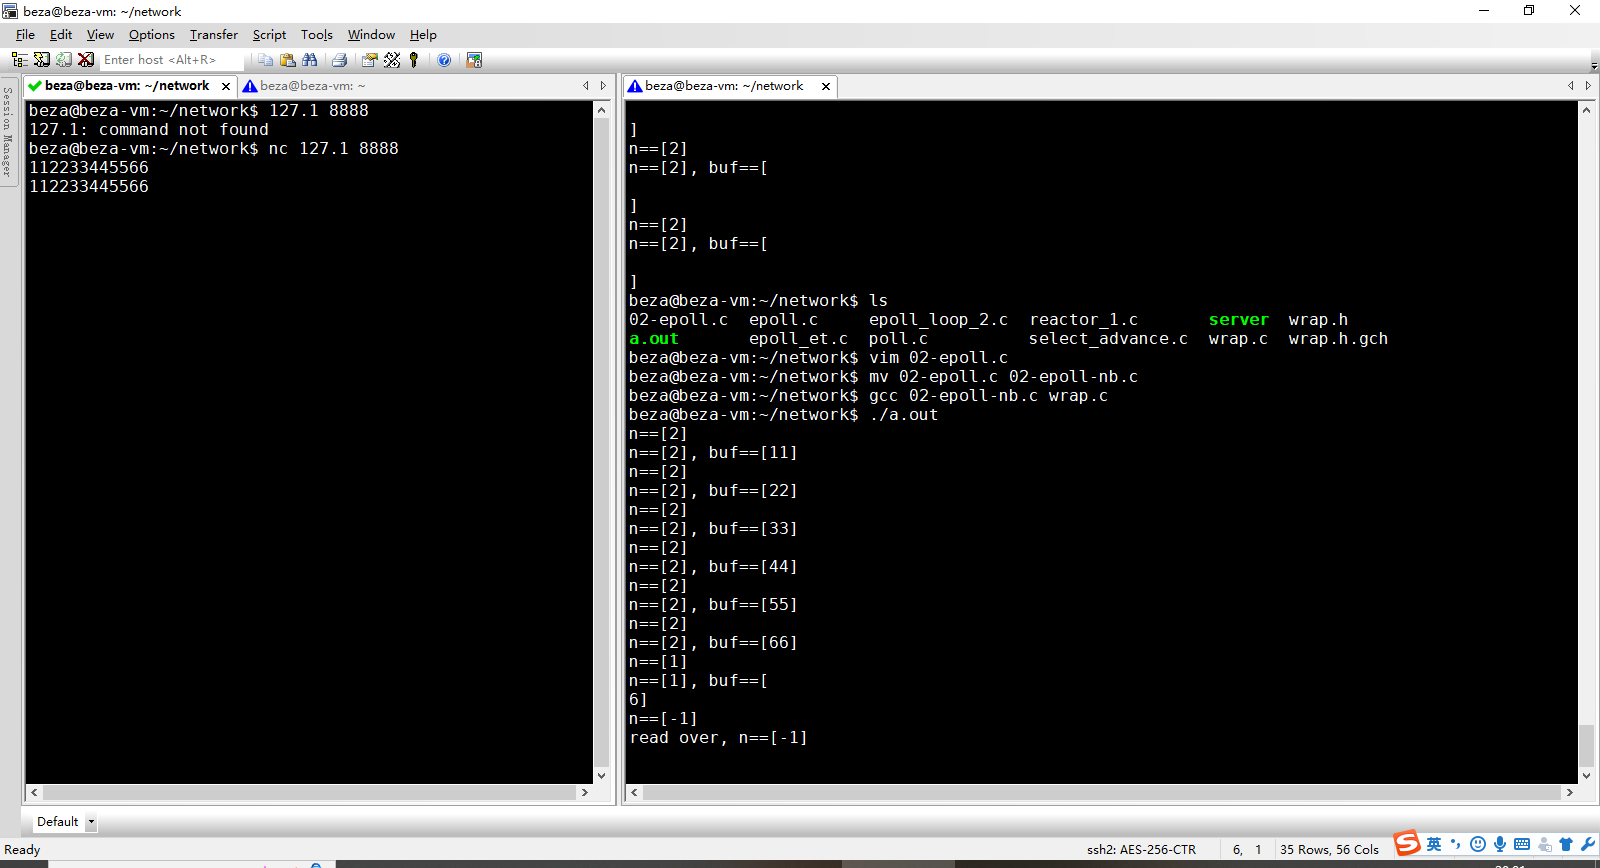 beza@beza-vm: ~/network
File Edit View Options Transfer Script Tools Window Help
Enter host <Alt+R>
Session Manager
beza@beza-vm: ~/network
beza@beza-vm: ~
beza@beza-vm:~/network$ 127.1 8888
127.1: command not found
beza@beza-vm:~/network$ nc 127.1 8888
112233445566
112233445566
beza@beza-vm: ~/network
]
n==[2]
n==[2], buf==[
]
n==[2]
n==[2], buf==[
]
beza@beza-vm:~/network$ ls
02-epoll.c epoll.c epoll_loop_2.c reactor_1.c server wrap.h
a.out epoll_et.c poll.c select_advance.c wrap.c wrap.h.gch
beza@beza-vm:~/network$ vim 02-epoll.c
beza@beza-vm:~/network$ mv 02-epoll.c 02-epoll-nb.c
beza@beza-vm:~/network$ gcc 02-epoll-nb.c wrap.c
beza@beza-vm:~/network$ ./a.out
n==[2]
n==[2], buf==[11]
n==[2]
n==[2], buf==[22]
n==[2]
n==[2], buf==[33]
n==[2]
n==[2], buf==[44]
n==[2]
n==[2], buf==[55]
n==[2]
n==[2], buf==[66]
n==[1]
n==[1], buf==[
6]
n==[-1]
read over, n==[-1]
Default
Ready
ssh2: AES-256-CTR 6, 1 35 Rows, 56 Cols
英